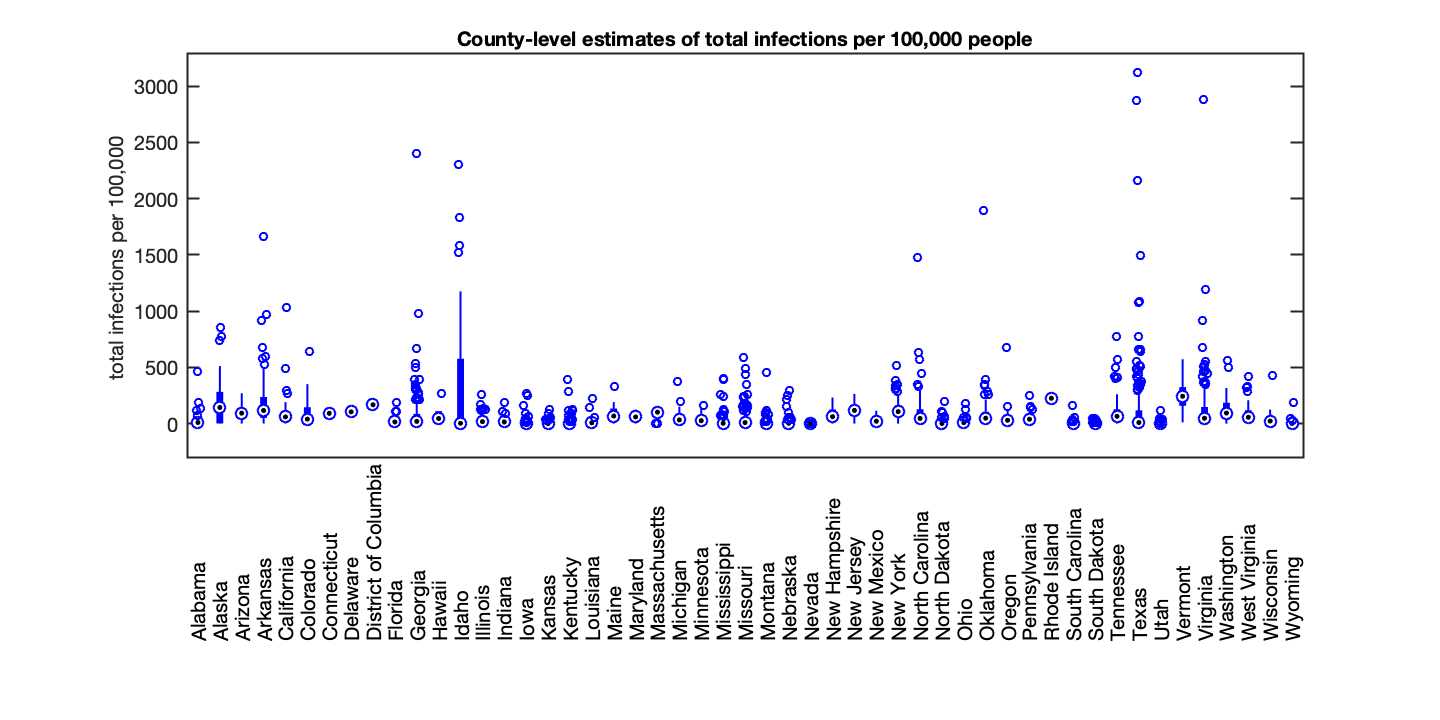 County-level estimates of total infections per 100,000 people
total infections per 100,000
3000
2500
2000
1500
1000
500
0
Alabama
Alaska
Arizona
Arkansas
California
Colorado
Connecticut
Delaware
District of Columbia
Florida
Georgia
Hawaii
Idaho
Illinois
Indiana
Iowa
Kansas
Kentucky
Louisiana
Maine
Maryland
Massachusetts
Michigan
Minnesota
Mississippi
Missouri
Montana
Nebraska
Nevada
New Hampshire
New Jersey
New Mexico
New York
North Carolina
North Dakota
Ohio
Oklahoma
Oregon
Pennsylvania
Rhode Island
South Carolina
South Dakota
Tennessee
Texas
Utah
Vermont
Virginia
Washington
West Virginia
Wisconsin
Wyoming